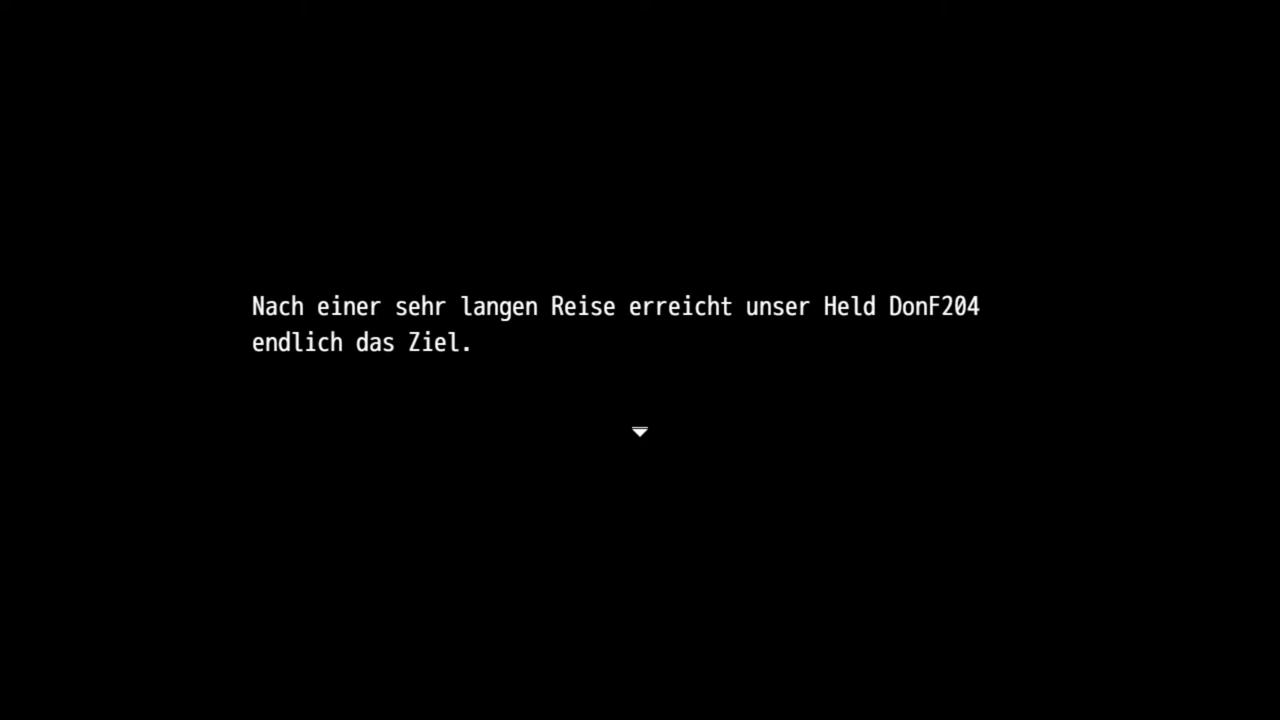 Nach einer sehr langen Reise erreicht unser Held DonF204
endlich das Ziel.